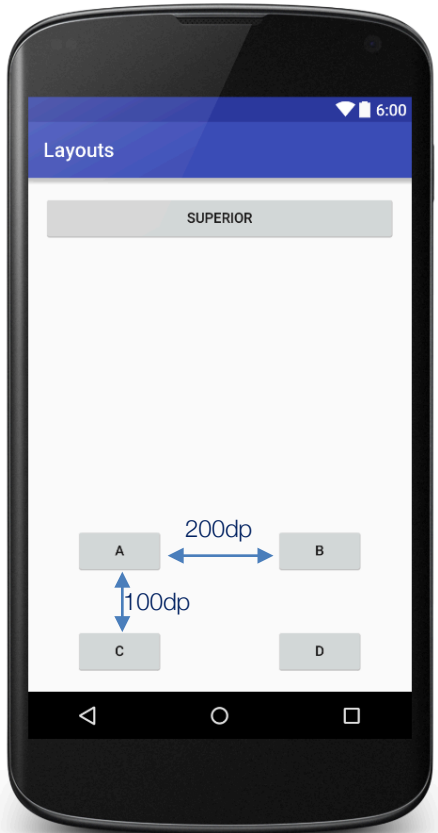 6:00
Layouts
SUPERIOR
200dp
A
B
100dp
C
D